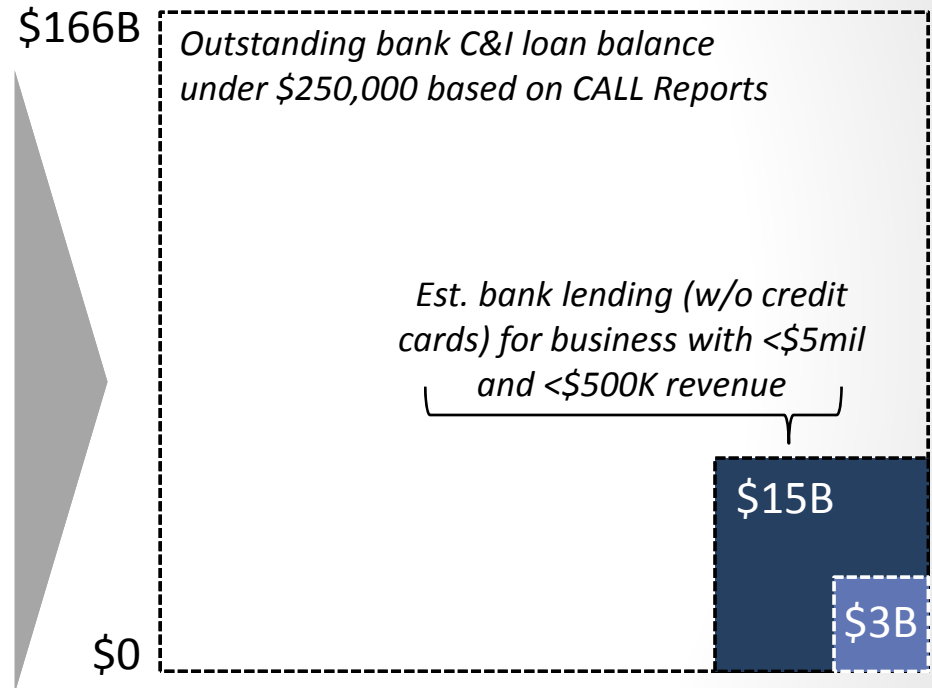 $166B
Outstanding bank C&I loan balance
under $250,000 based on CALL Reports
Est. bank lending (w/o credit
cards) for business with <$5mil
and <$500K revenue
$15B
$3B
$0